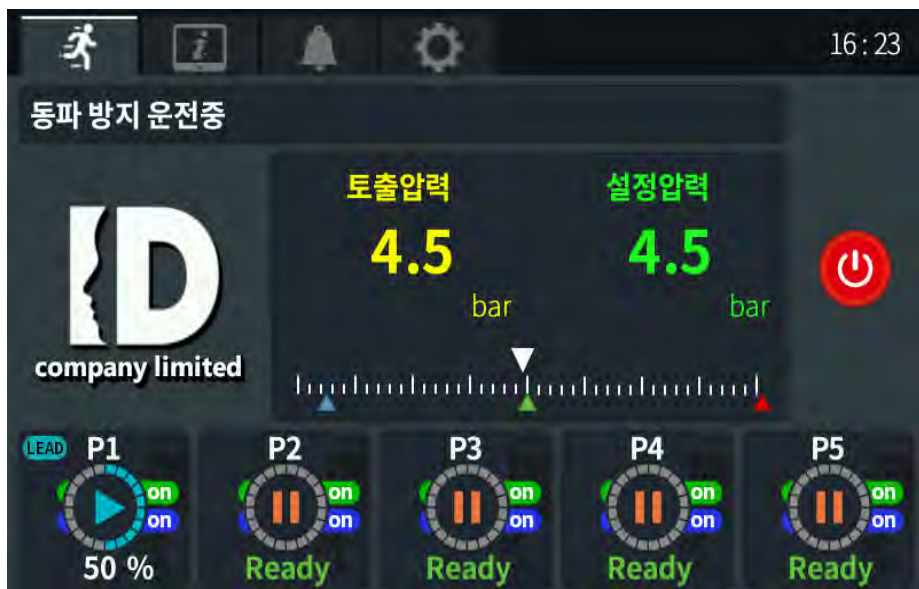 16 : 23
동파 방지 운전중
토출압력
설정압력
4.5
4.5
bar
bar
ID
company limited
LEAD P1
P2
P3
P4
P5
on
on
on
on
on
on
on
on
on
on
50 %
Ready
Ready
Ready
Ready